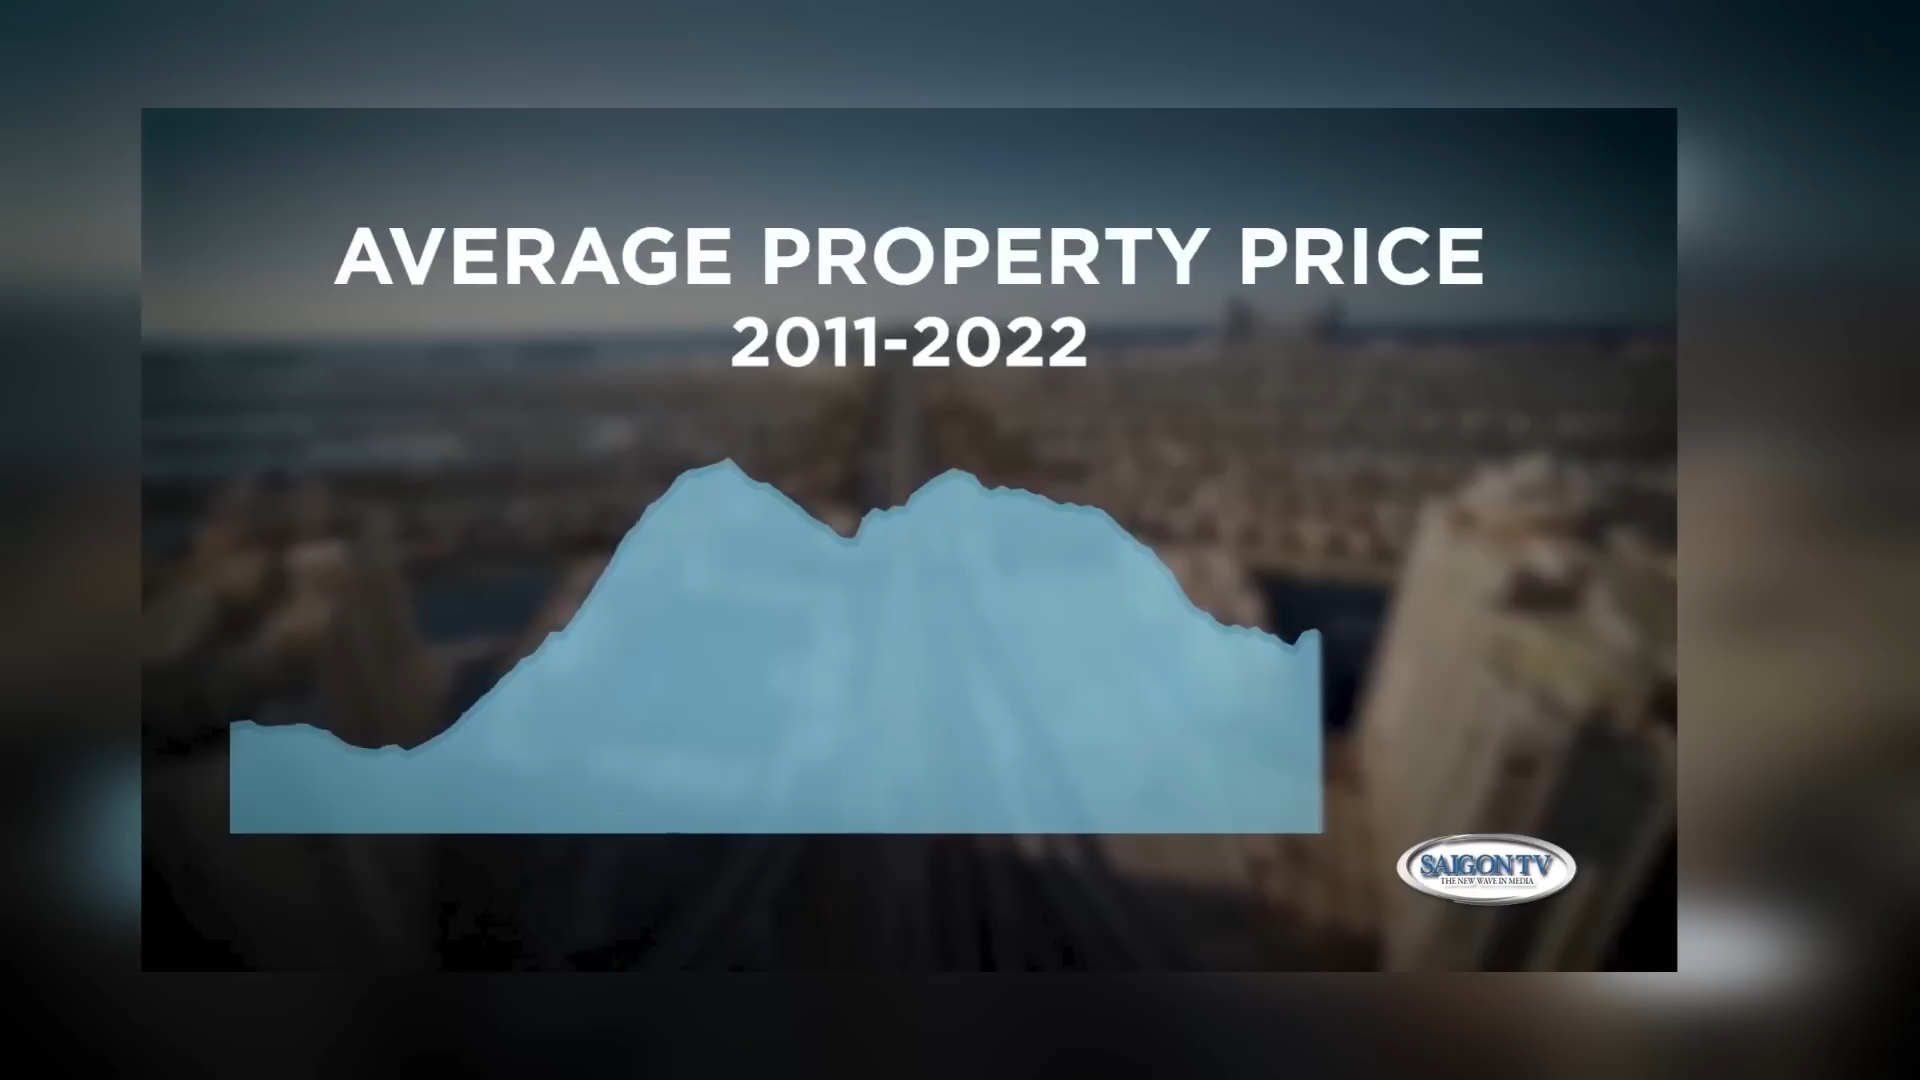 AVERAGE PROPERTY PRICE
2011-2022
SAIGON TV
THE NEW WAVE IN MEDIA